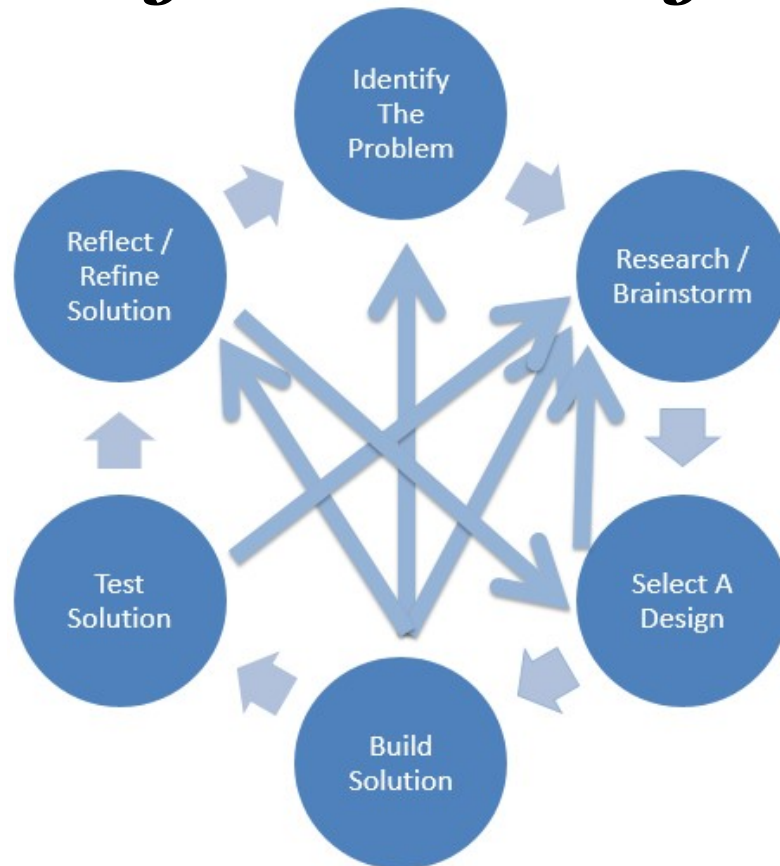 Identify
The
Problem
Research /
Brainstorm
Select A
Design
Build
Solution
Test
Solution
Reflect /
Refine
Solution